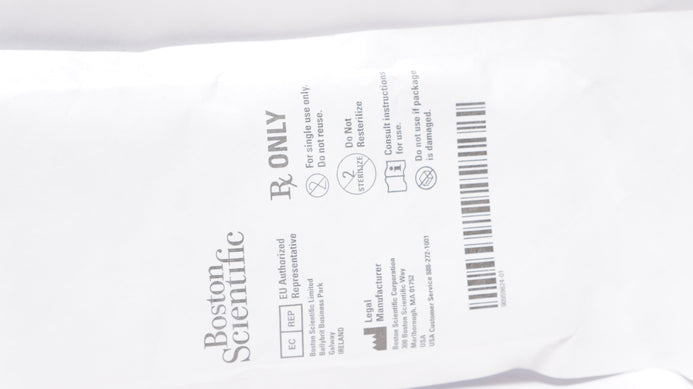 Boston
Scientific
EC REP
EU Authorized
Representative
Boston Scientific Limited
Ballybrit Business Park
Galway
IRELAND
Legal
Manufacturer
Boston Scientific Corporation
300 Boston Scientific Way
Marlborough, MA 01752
USA
USA Customer Service 888-272-1001
Rx ONLY
2
For single use only.
Do not reuse.
2
STERILIZE
Do Not
Resterilize
i
Consult instructions
for use.
Do not use if package
is damaged.